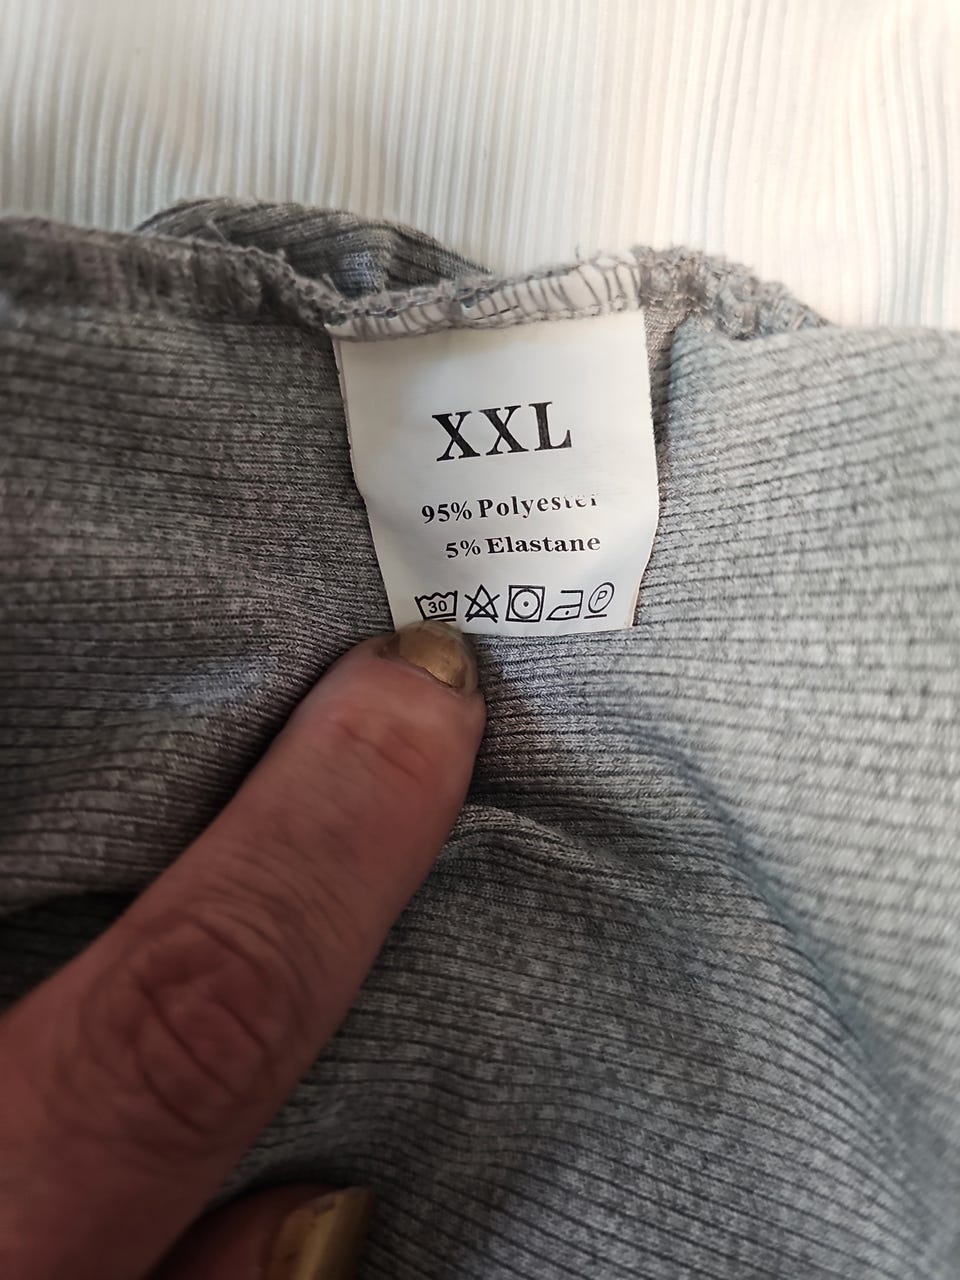 XXL
95% Polyester
5% Elastane
30
P